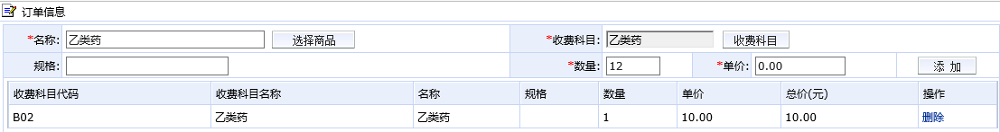 订单信息
*名称: 乙类药 选择商品 *收费科目: 乙类药 收费科目
规格: *数量: 12 *单价: 0.00 添 加
收费科目代码 收费科目名称 名称 规格 数量 单价 总价(元) 操作
B02 乙类药 乙类药 1 10.00 10.00 删除